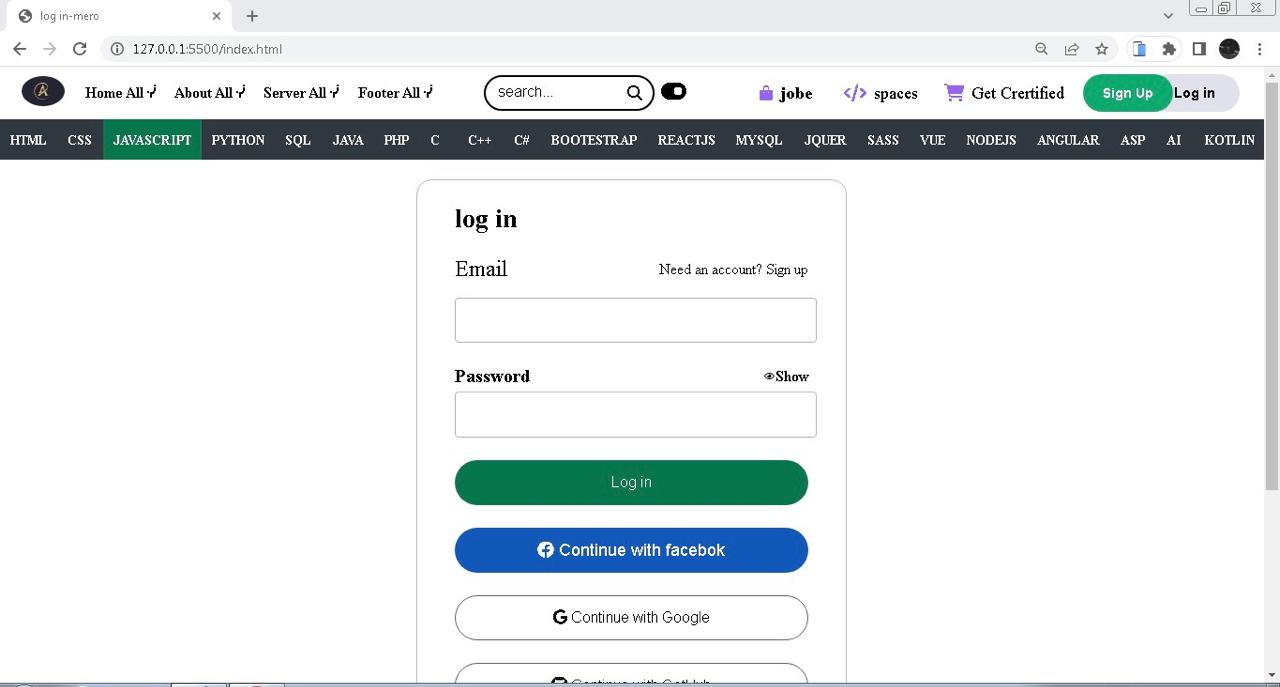 log in-mero
127.0.0.1:5500/index.html
Home All About All Server All Footer All search... jobe </> spaces Get Crertified Sign Up Log in
HTML CSS JAVASCRIPT PYTHON SQL JAVA PHP C C++ C# BOOTESTRAP REACTJS MYSQL JQUER SASS VUE NODEJS ANGULAR ASP AI KOTLIN
log in
Email Need an account? Sign up
Password Show
Log in
Continue with facebok
Continue with Google
Continue with